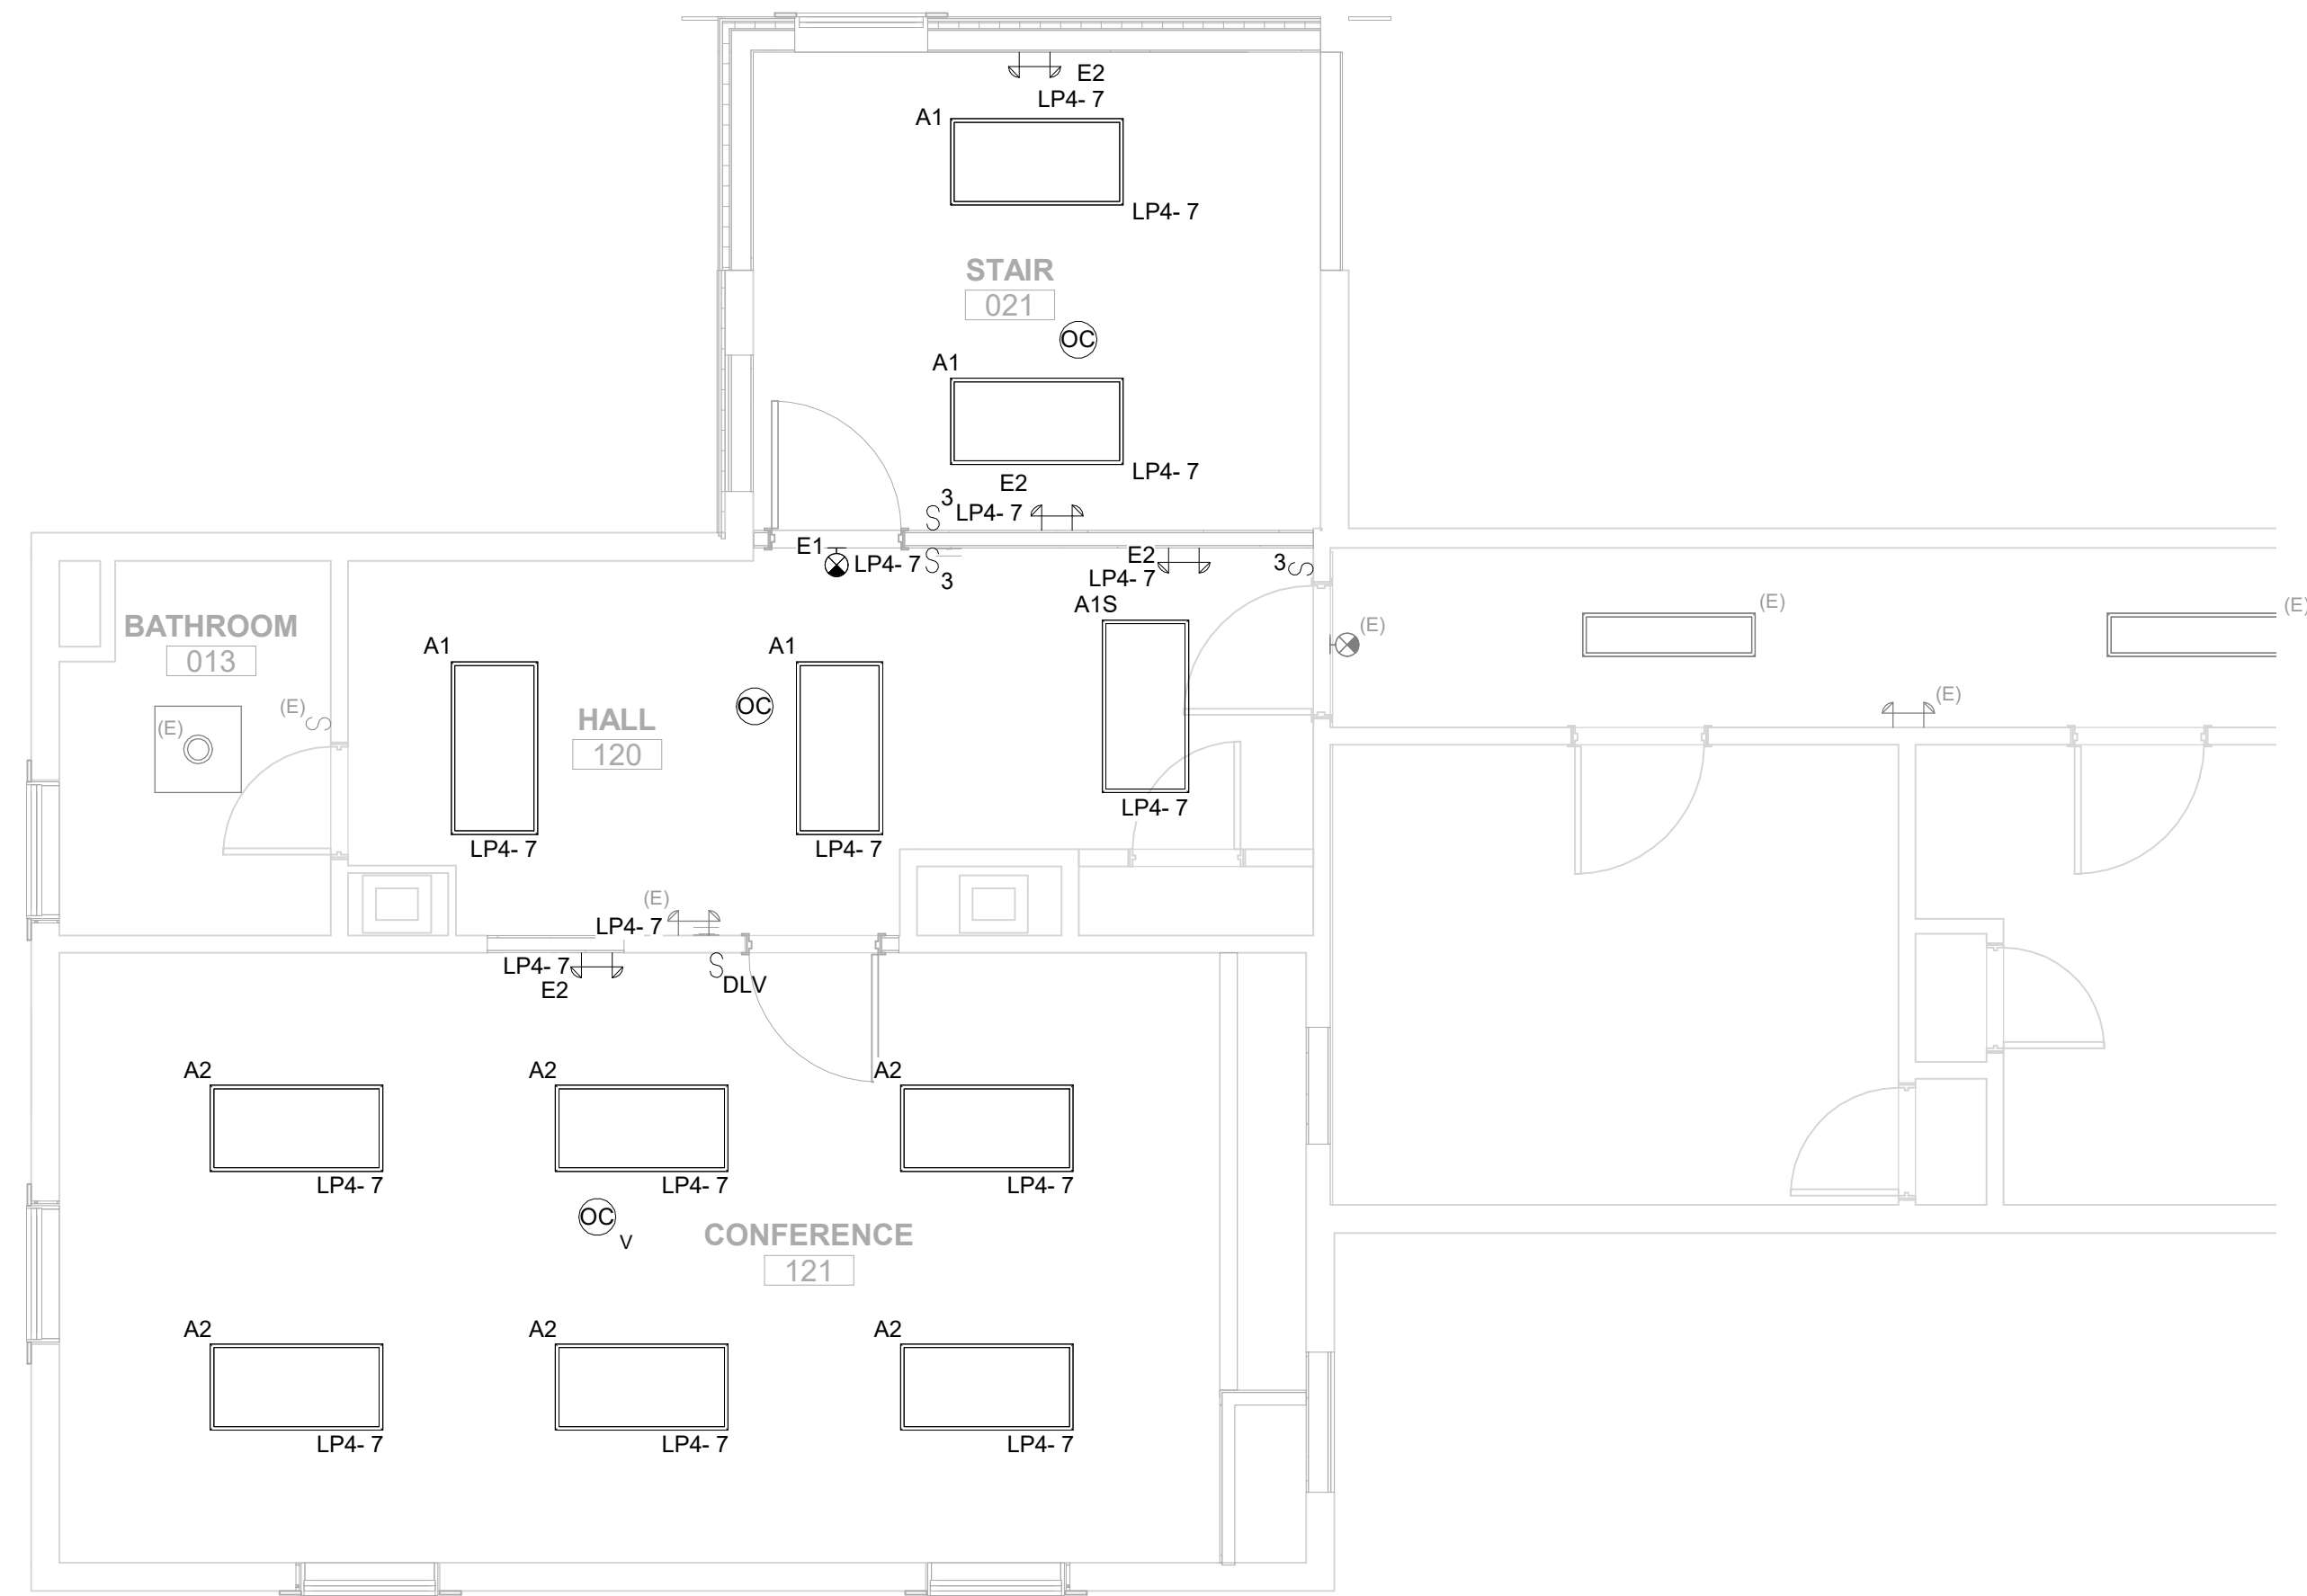 E2
LP4- 7
A1
LP4- 7
STAIR
021
OC
A1
LP4- 7
E2
3
S
LP4- 7
E1
LP4- 7
S
3
E2
LP4- 7
3
S
A1S
LP4- 7
BATHROOM
013
(E)
(E)
S
A1
LP4- 7
HALL
120
OC
A1
LP4- 7
(E)
(E)
(E)
(E)
(E)
LP4- 7
LP4- 7
E2
S
DLV
A2
LP4- 7
A2
LP4- 7
A2
LP4- 7
OC
V
CONFERENCE
121
A2
LP4- 7
A2
LP4- 7
A2
LP4- 7